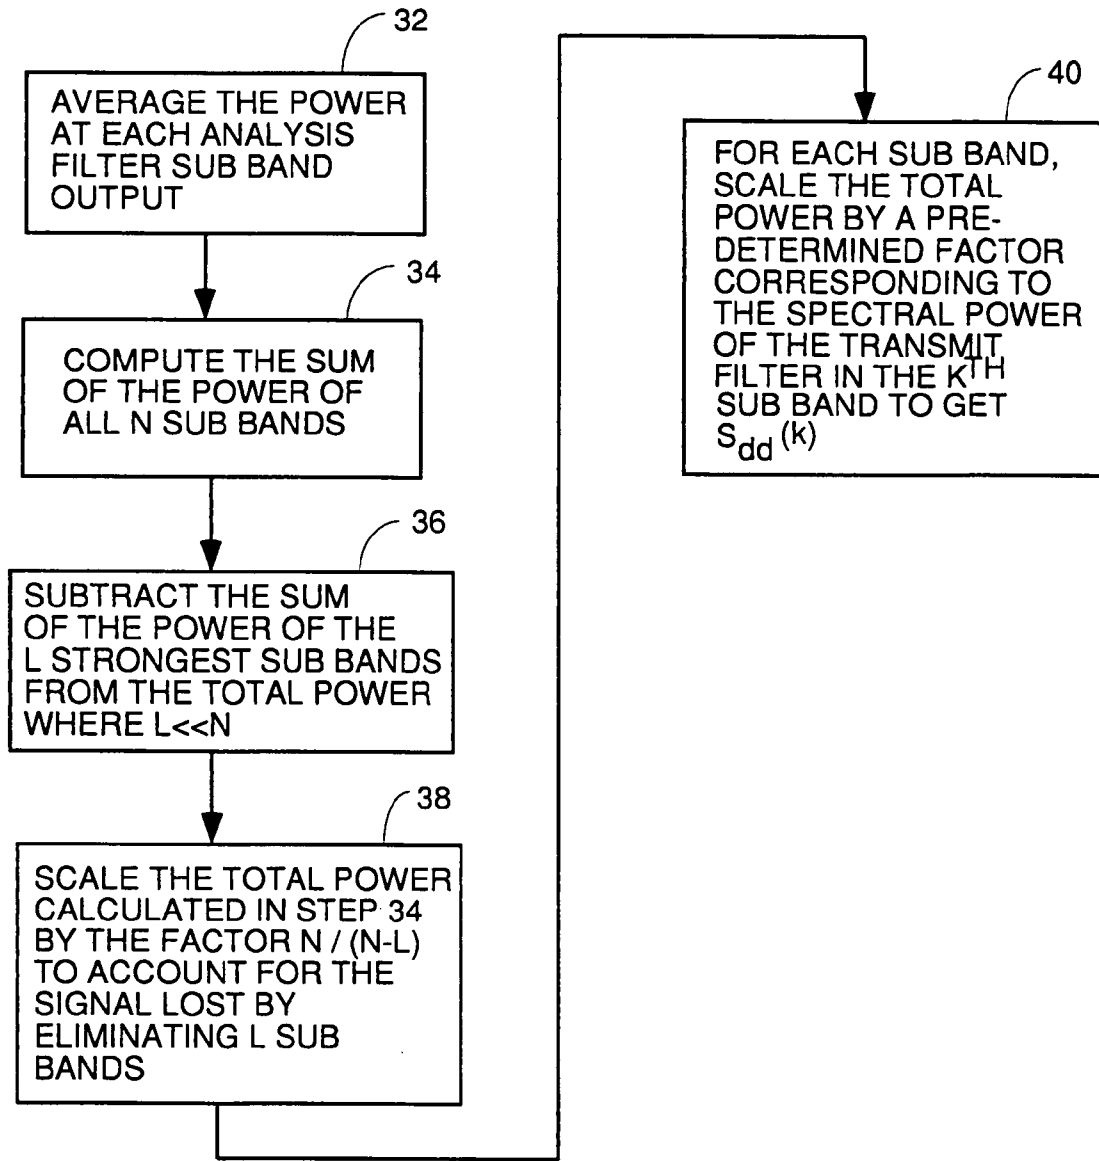 32
AVERAGE THE POWER
AT EACH ANALYSIS
FILTER SUB BAND
OUTPUT
34
COMPUTE THE SUM
OF THE POWER OF
ALL N SUB BANDS
36
SUBTRACT THE SUM
OF THE POWER OF THE
L STRONGEST SUB BANDS
FROM THE TOTAL POWER
WHERE L<<N
38
SCALE THE TOTAL POWER
CALCULATED IN STEP 34
BY THE FACTOR N / (N-L)
TO ACCOUNT FOR THE
SIGNAL LOST BY
ELIMINATING L SUB
BANDS
40
FOR EACH SUB BAND,
SCALE THE TOTAL
POWER BY A PRE-
DETERMINED FACTOR
CORRESPONDING TO
THE SPECTRAL POWER
OF THE TRANSMIT
FILTER IN THE KTH
SUB BAND TO GET
Sdd (k)